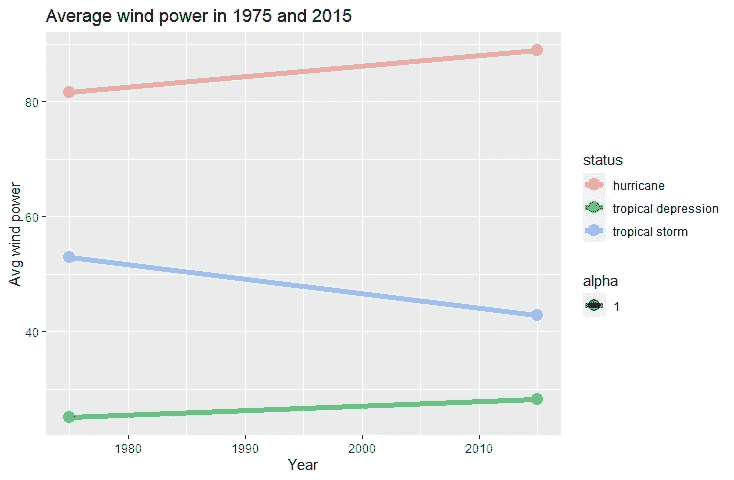 Average wind power in 1975 and 2015
80
60
40
Avg wind power
1980
1990
2000
2010
Year
status
hurricane
tropical depression
tropical storm
alpha
1